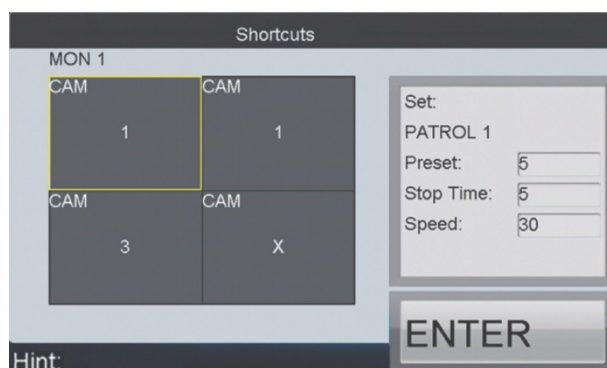 Shortcuts
MON 1
CAM
1
CAM
1
CAM
3
CAM
X
Set:
PATROL 1
Preset: 5
Stop Time: 5
Speed: 30
ENTER
Hint: